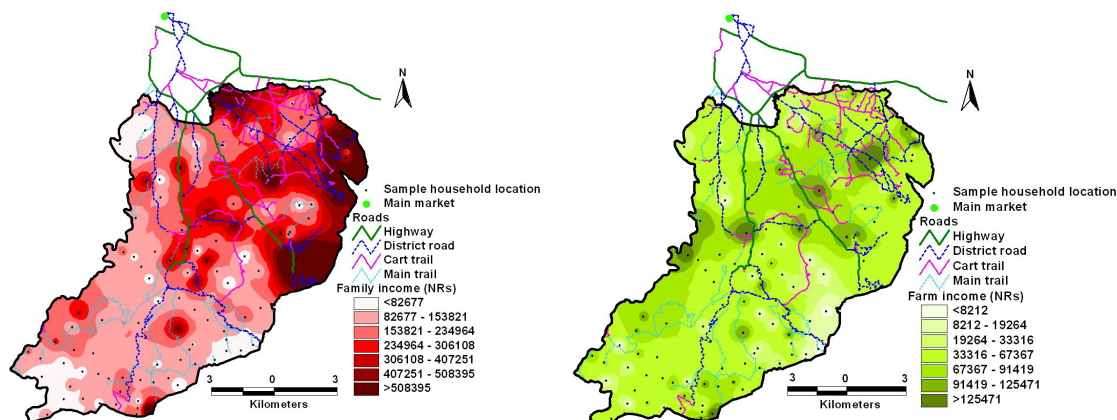 N
Sample household location
Main market
Roads
Highway
District road
Cart trail
Main trail
Family income (NRs)
<82677
82677 - 153821
153821 - 234964
234964 - 306108
306108 - 407251
407251 - 508395
>508395
3 0 3
Kilometers
N
Sample household location
Main market
Roads
Highway
District road
Cart trail
Main trail
Farm income (NRs)
<8212
8212 - 19264
19264 - 33316
33316 - 67367
67367 - 91419
91419 - 125471
>125471
3 0 3
Kilometers